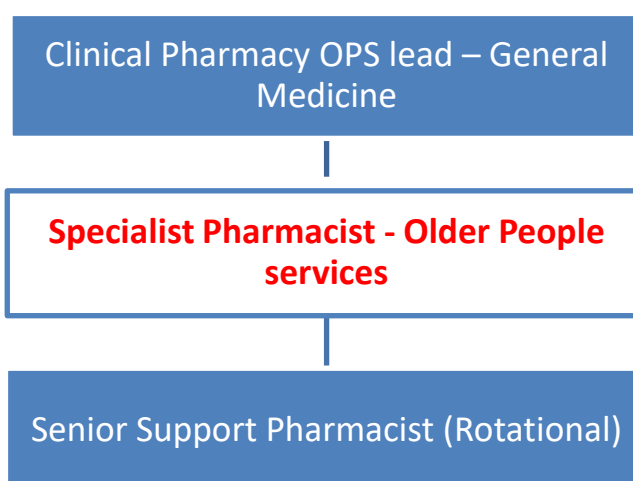 Clinical Pharmacy OPS lead – General
Medicine
Specialist Pharmacist - Older People
services
Senior Support Pharmacist (Rotational)